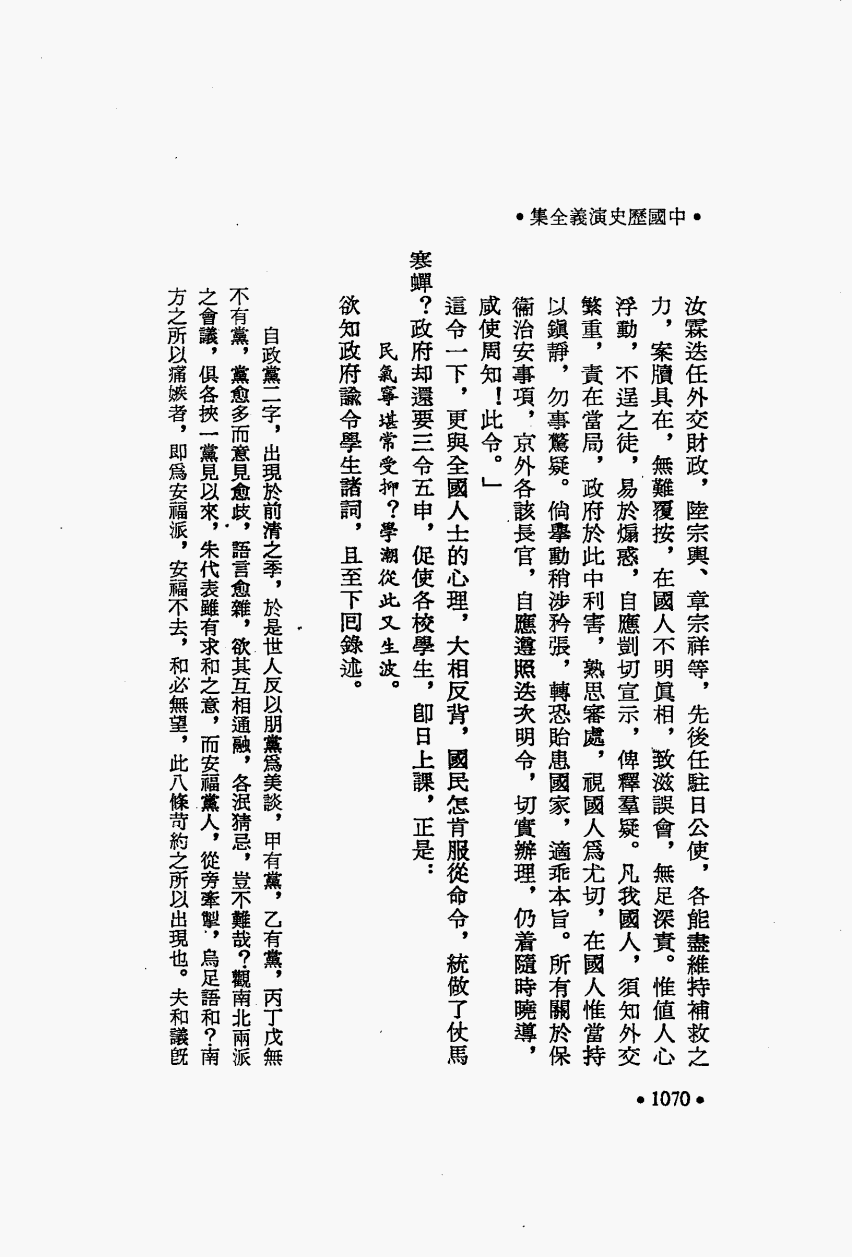 •中國歷史演義全集•
汝霖迭任外交財政，陸宗輿、章宗祥等，先後任駐日公使，各能盡維持補救之
力，案牘具在，無難覆按，在國人不明眞相，致滋誤會，無足深責。惟值人心
浮動，不逞之徒，易於煽惑，自應剴切宣示，俾釋羣疑。凡我國人，須知外交
繁重，責在當局，政府於此中利害，熟思審處，視國人爲尤切，在國人惟當持
以鎭靜，勿事驚疑。倘舉動稍涉矜張，轉恐貽患國家，適乖本旨。所有關於保
衞治安事項，京外各該長官，自應遵照迭次明令，切實辦理，仍着隨時曉導，
咸使周知！此令。」
這令一下，更與全國人士的心理，大相反背，國民怎肯服從命令，統做了仗馬
寒蟬？政府却還要三令五申，促使各校學生，卽日上課，正是：
民氣寧堪常受抑？學潮從此又生波。
欲知政府諭令學生諸詞，且至下回錄述。
自政黨二字，出現於前清之季，於是世人反以朋黨爲美談，甲有黨，乙有黨，丙丁戊無
不有黨，黨愈多而意見愈歧，語言愈雜，欲其互相通融，各泯猜忌，豈不難哉？觀南北兩派
之會議，俱各挾一黨見以來，朱代表雖有求和之意，而安福黨人，從旁牽掣，烏足語和？南
方之所以痛嫉者，即爲安福派，安福不去，和必無望，此八條苛約之所以出現也。夫和議旣
•1070•